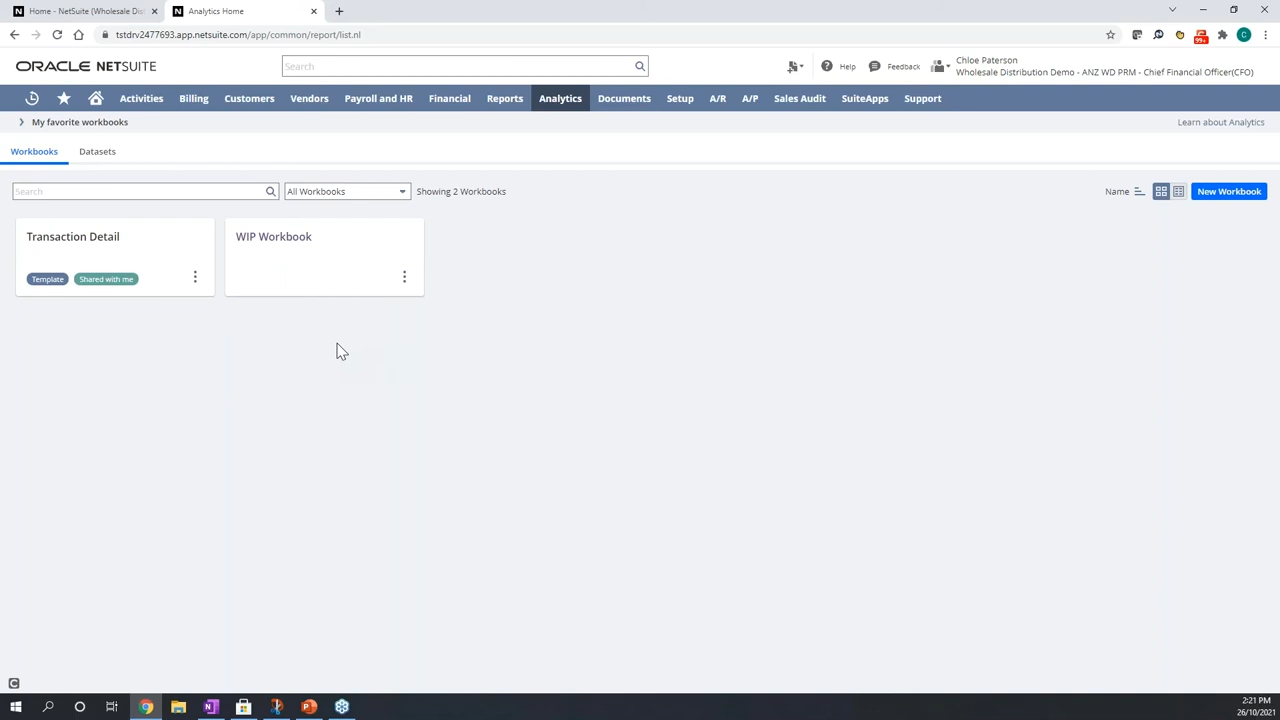 Home - NetSuite (Wholesale Dis
Analytics Home
tstdrv2477693.app.netsuite.com/app/common/report/list.nl
99+
C
ORACLE NETSUITE
Search
Help
Feedback
Chloe Paterson
Wholesale Distribution Demo - ANZ WD PRM - Chief Financial Officer(CFO)
Activities
Billing
Customers
Vendors
Payroll and HR
Financial
Reports
Analytics
Documents
Setup
A/R
A/P
Sales Audit
SuiteApps
Support
My favorite workbooks
Learn about Analytics
Workbooks
Datasets
Search
All Workbooks
Showing 2 Workbooks
Name
New Workbook
Transaction Detail
WIP Workbook
Template
Shared with me
2:21 PM
26/10/2021